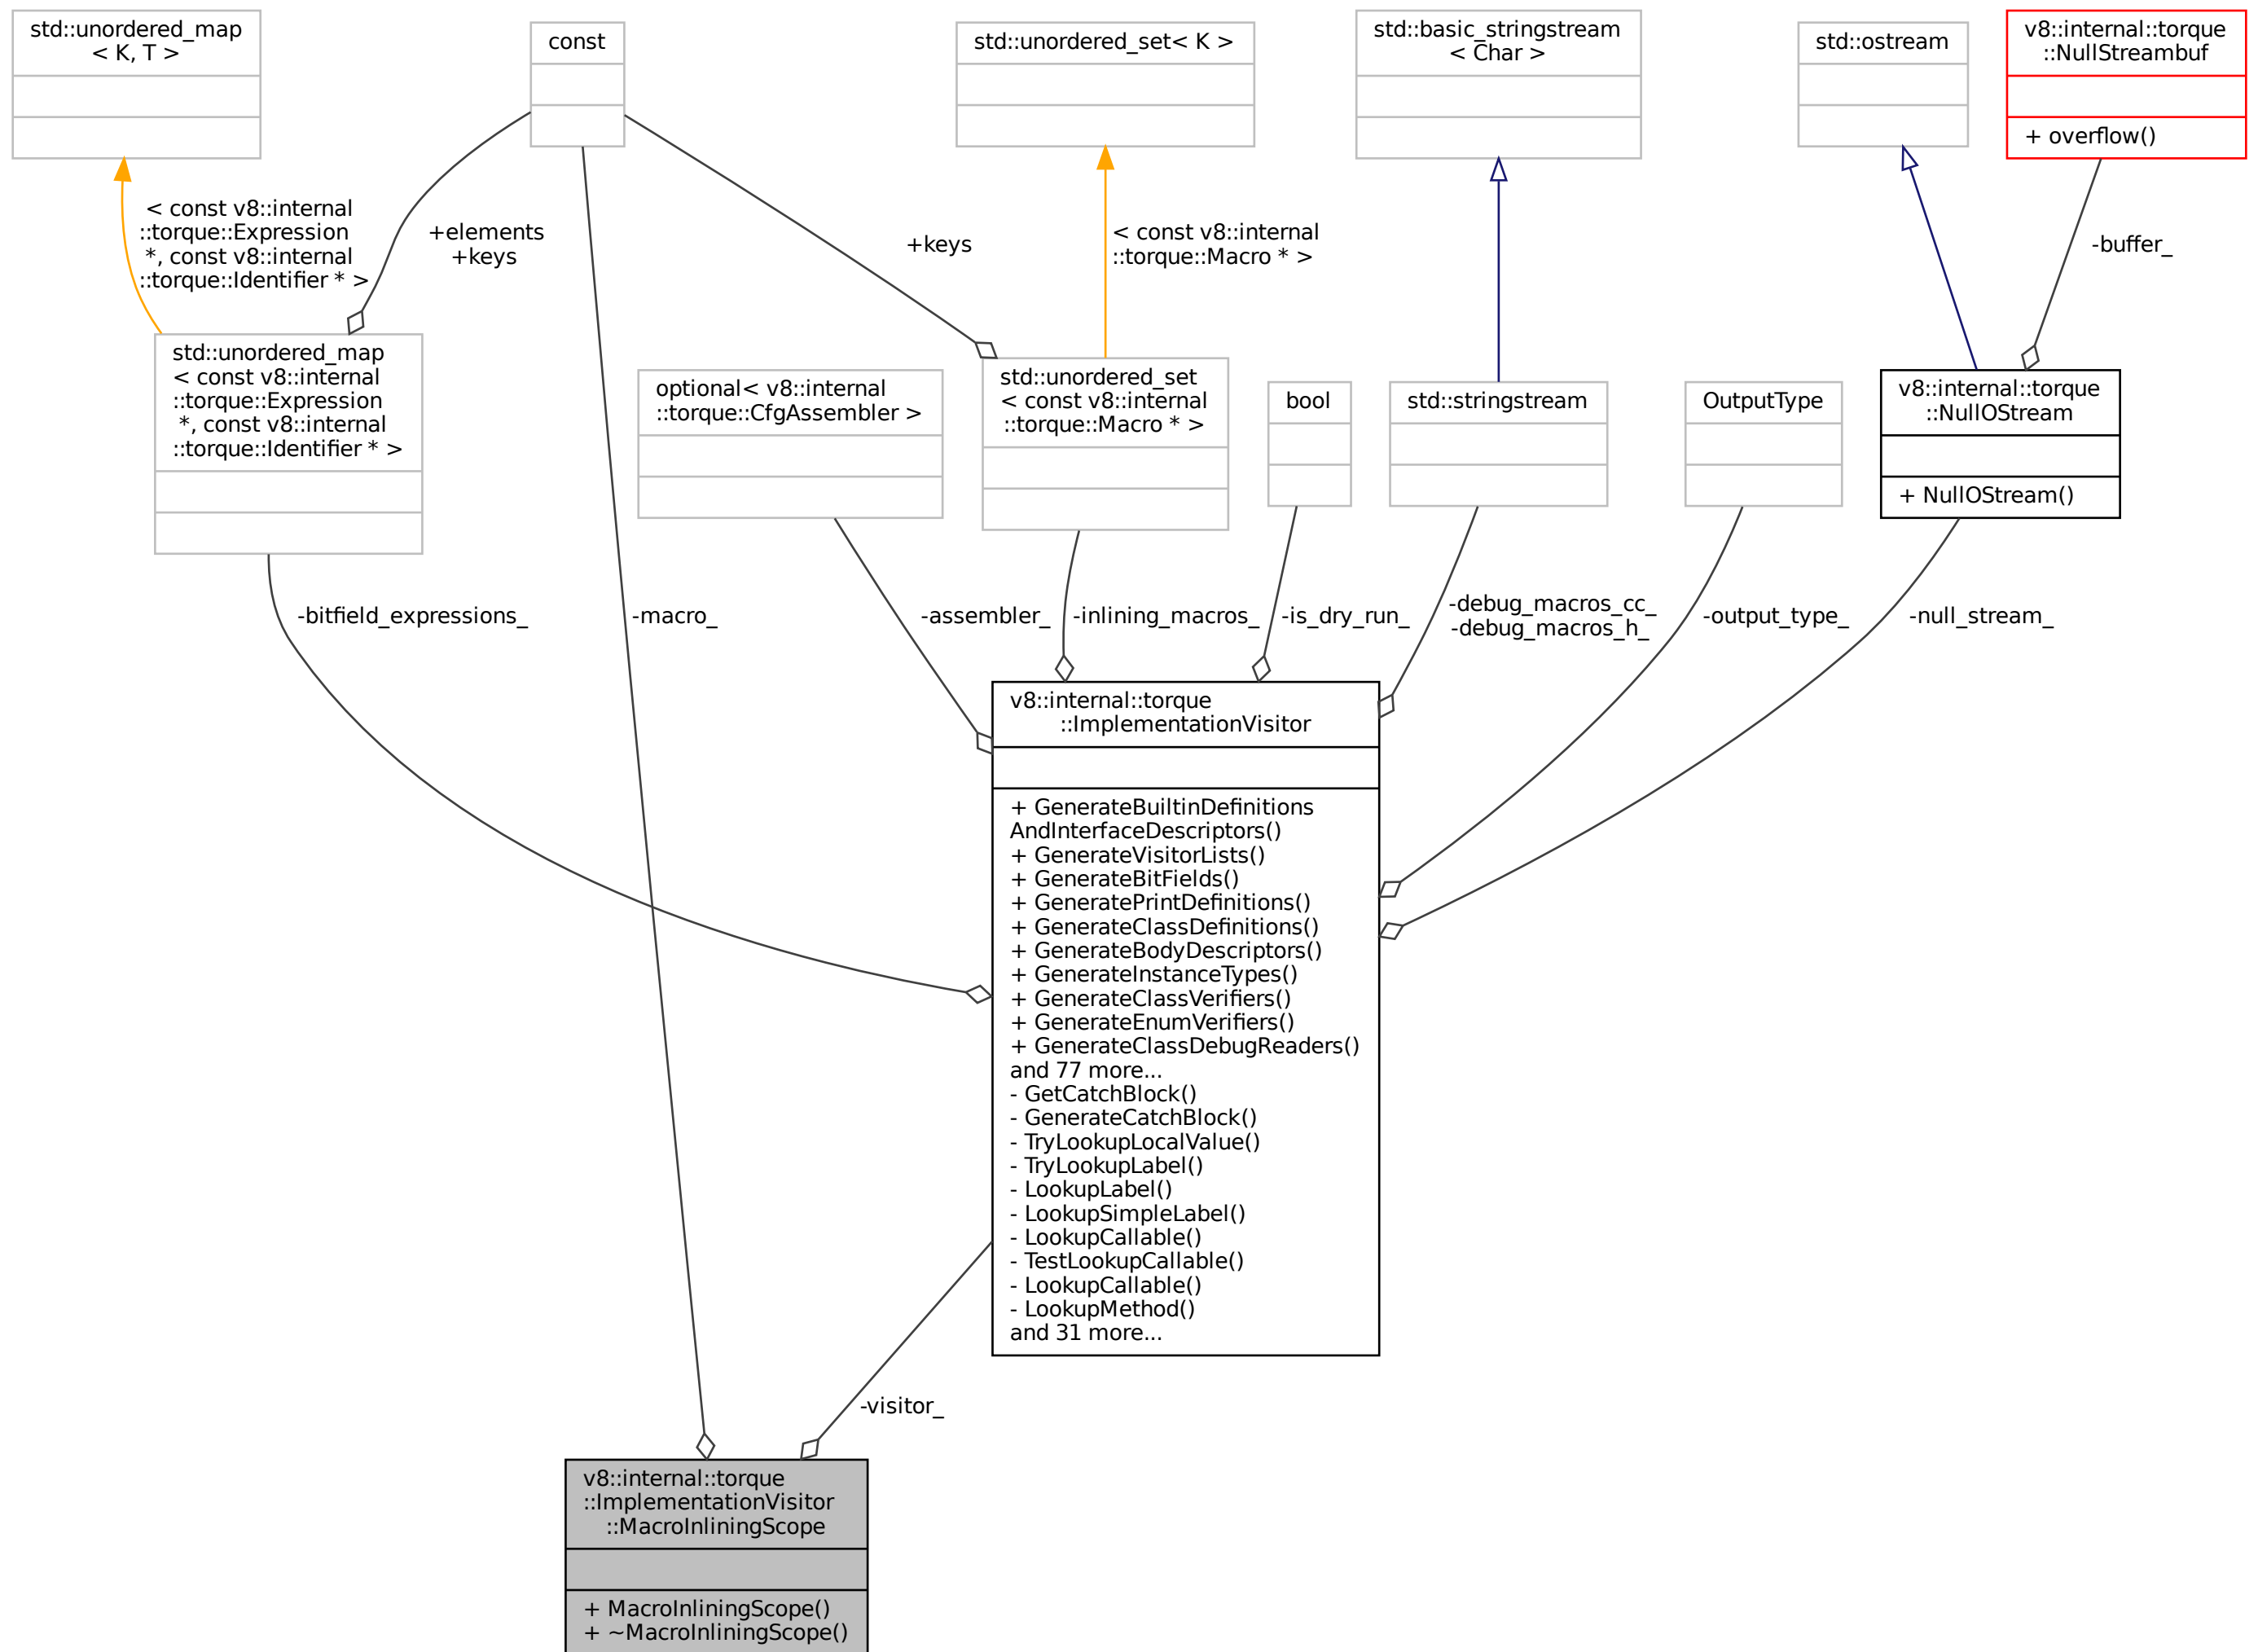 std::unordered_map
< K, T >
const
std::unordered_set< K >
std::basic_stringstream
< Char >
std::ostream
v8::internal::torque
::NullStreambuf
+ overflow()
< const v8::internal
::torque::Expression
*, const v8::internal
::torque::Identifier * >
+elements
+keys
+keys
< const v8::internal
::torque::Macro * >
-buffer_
std::unordered_map
< const v8::internal
::torque::Expression
*, const v8::internal
::torque::Identifier * >
optional< v8::internal
::torque::CfgAssembler >
std::unordered_set
< const v8::internal
::torque::Macro * >
bool
std::stringstream
OutputType
v8::internal::torque
::NullOStream
+ NullOStream()
-bitfield_expressions_
-macro_
-assembler_
-inlining_macros_
-is_dry_run_
-debug_macros_cc_
-debug_macros_h_
-output_type_
-null_stream_
v8::internal::torque
::ImplementationVisitor
+ GenerateBuiltinDefinitions
AndInterfaceDescriptors()
+ GenerateVisitorLists()
+ GenerateBitFields()
+ GeneratePrintDefinitions()
+ GenerateClassDefinitions()
+ GenerateBodyDescriptors()
+ GenerateInstanceTypes()
+ GenerateClassVerifiers()
+ GenerateEnumVerifiers()
+ GenerateClassDebugReaders()
and 77 more...
- GetCatchBlock()
- GenerateCatchBlock()
- TryLookupLocalValue()
- TryLookupLabel()
- LookupLabel()
- LookupSimpleLabel()
- LookupCallable()
- TestLookupCallable()
- LookupCallable()
- LookupMethod()
and 31 more...
-visitor_
v8::internal::torque
::ImplementationVisitor
::MacroInliningScope
+ MacroInliningScope()
+ ~MacroInliningScope()